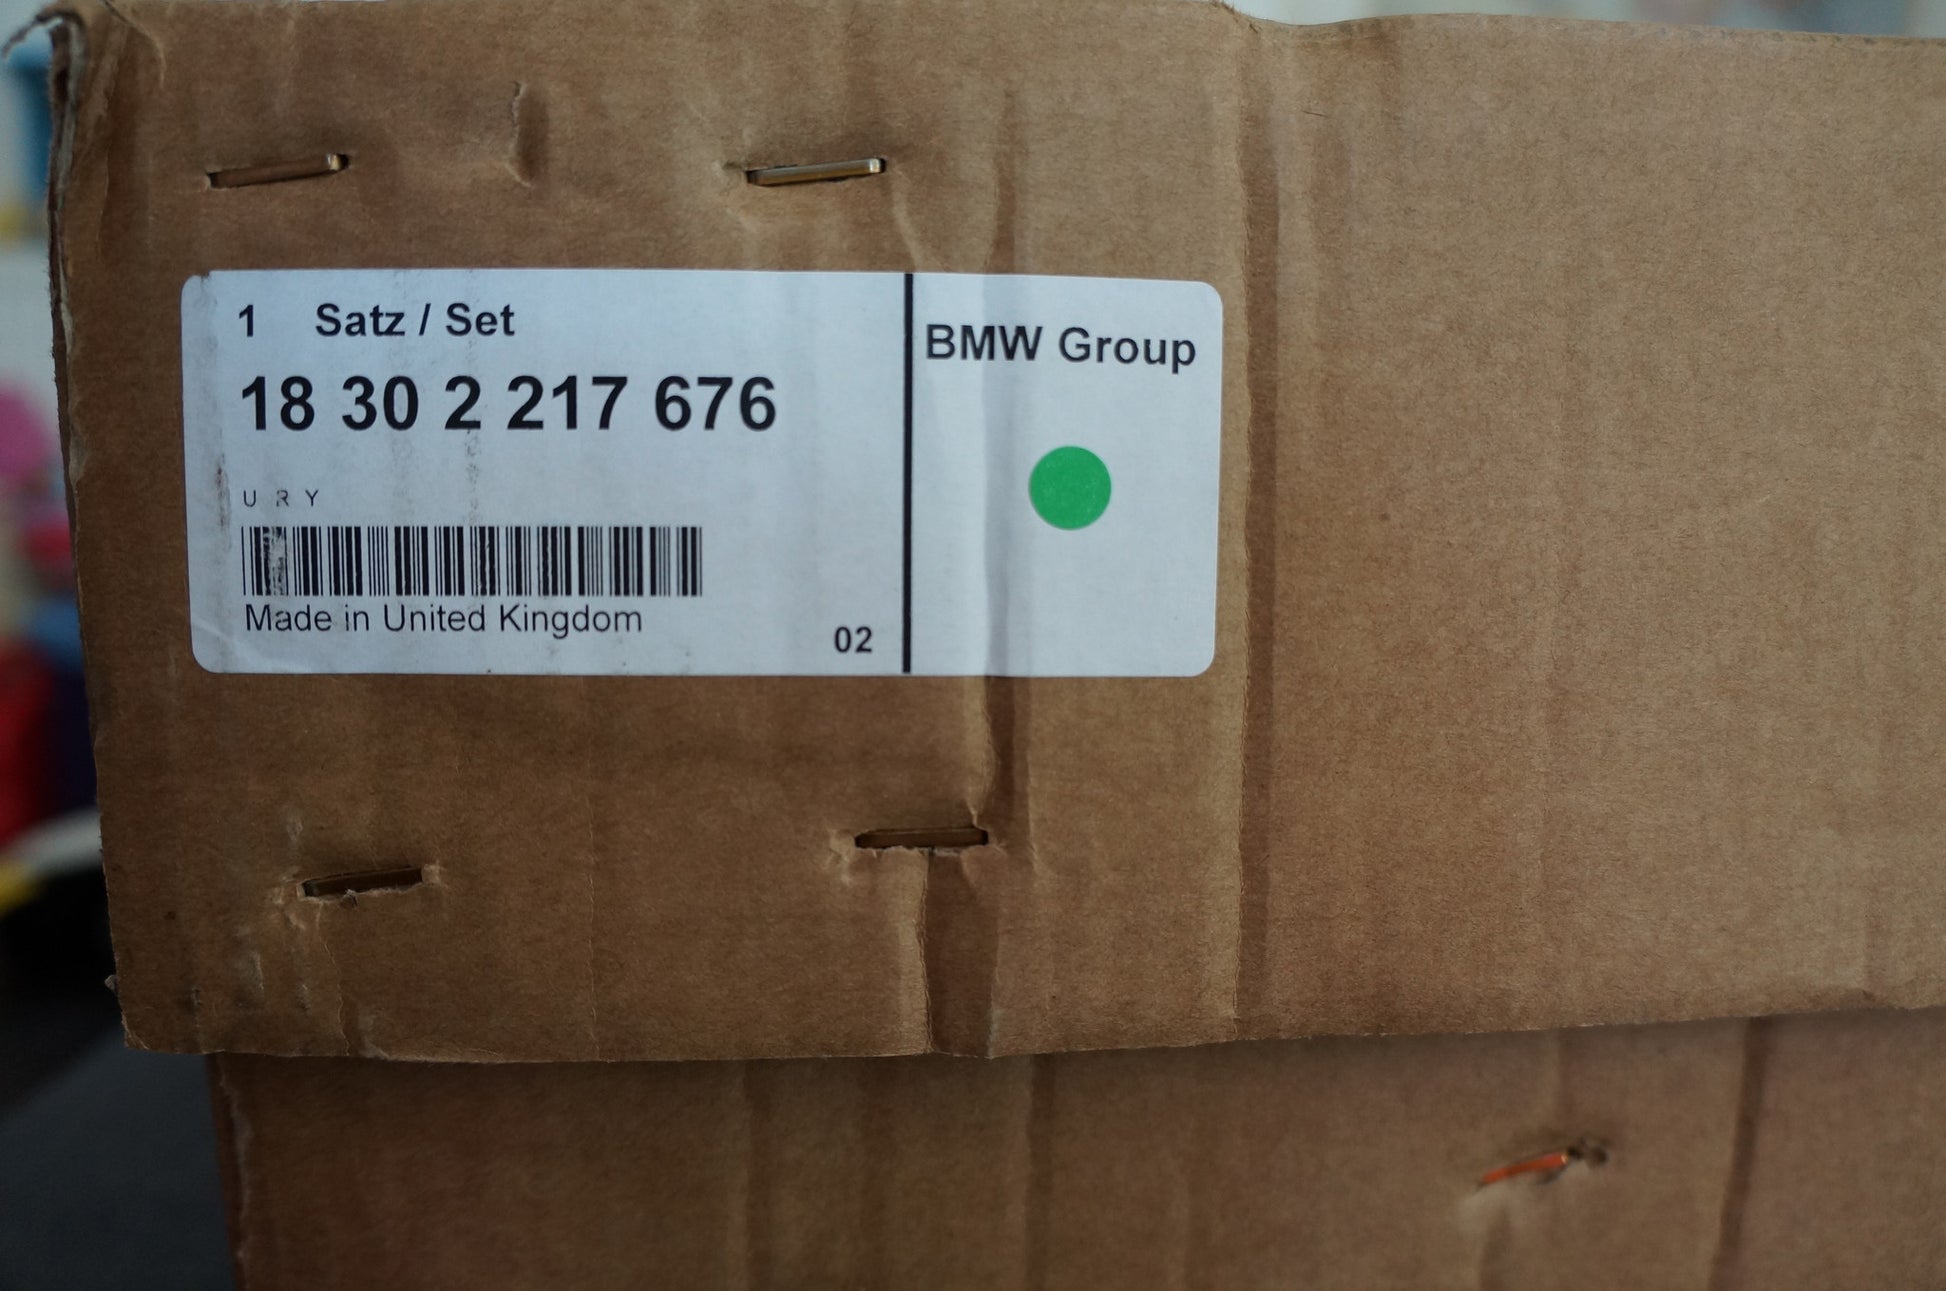 1 Satz / Set
18 30 2 217 676
U R Y
Made in United Kingdom
02
BMW Group